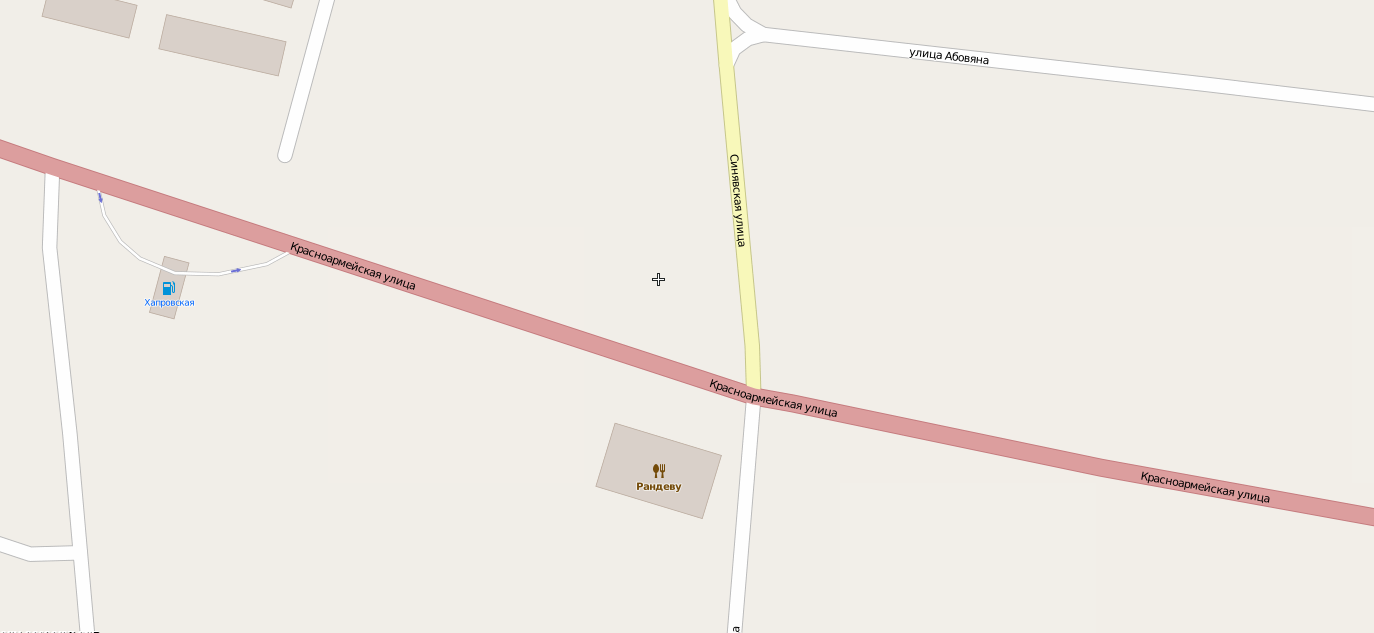 улица Абовяна
Синявская улица
Красноармейская улица
Хапровская
Красноармейская улица
Красноармейская улица
Рандеву